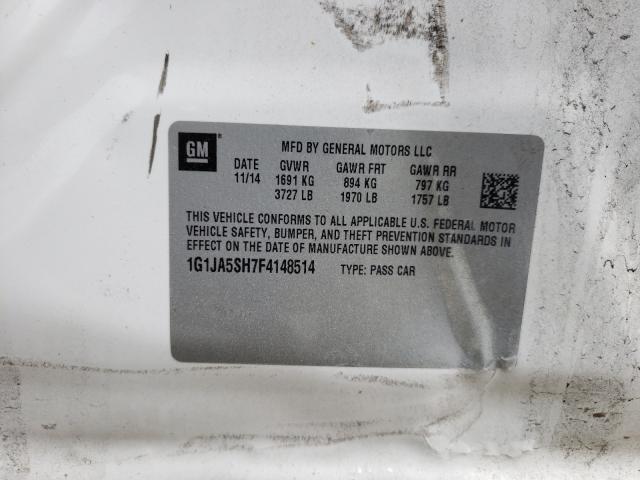 GM
MFD BY GENERAL MOTORS LLC
DATE GVWR GAWR FRT GAWR RR
11/14 1691 KG 894 KG 797 KG
3727 LB 1970 LB 1757 LB
THIS VEHICLE CONFORMS TO ALL APPLICABLE U.S. FEDERAL MOTOR
VEHICLE SAFETY, BUMPER, AND THEFT PREVENTION STANDARDS IN
EFFECT ON THE DATE OF MANUFACTURE SHOWN ABOVE.
1G1JA5SH7F4148514 TYPE: PASS CAR